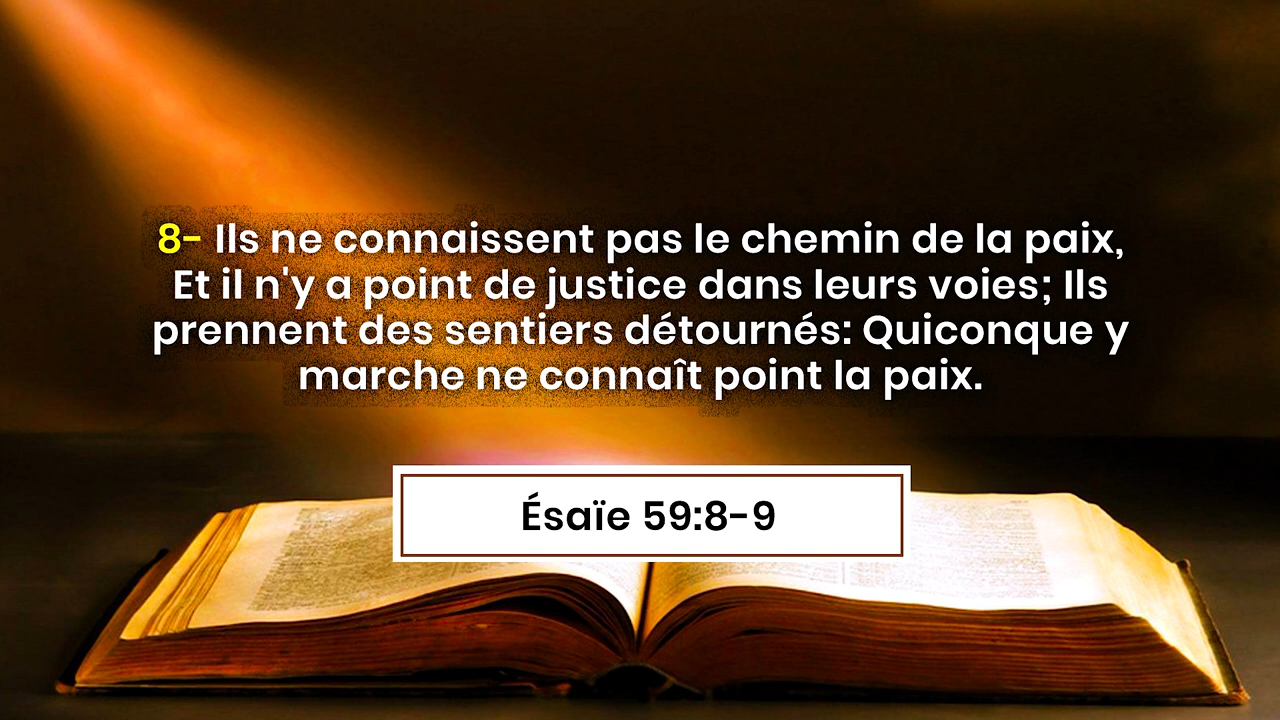 8- Ils ne connaissent pas le chemin de la paix,
Et il n'y a point de justice dans leurs voies; Ils
prennent des sentiers détournés: Quiconque y
marche ne connaît point la paix.
Ésaïe 59:8-9